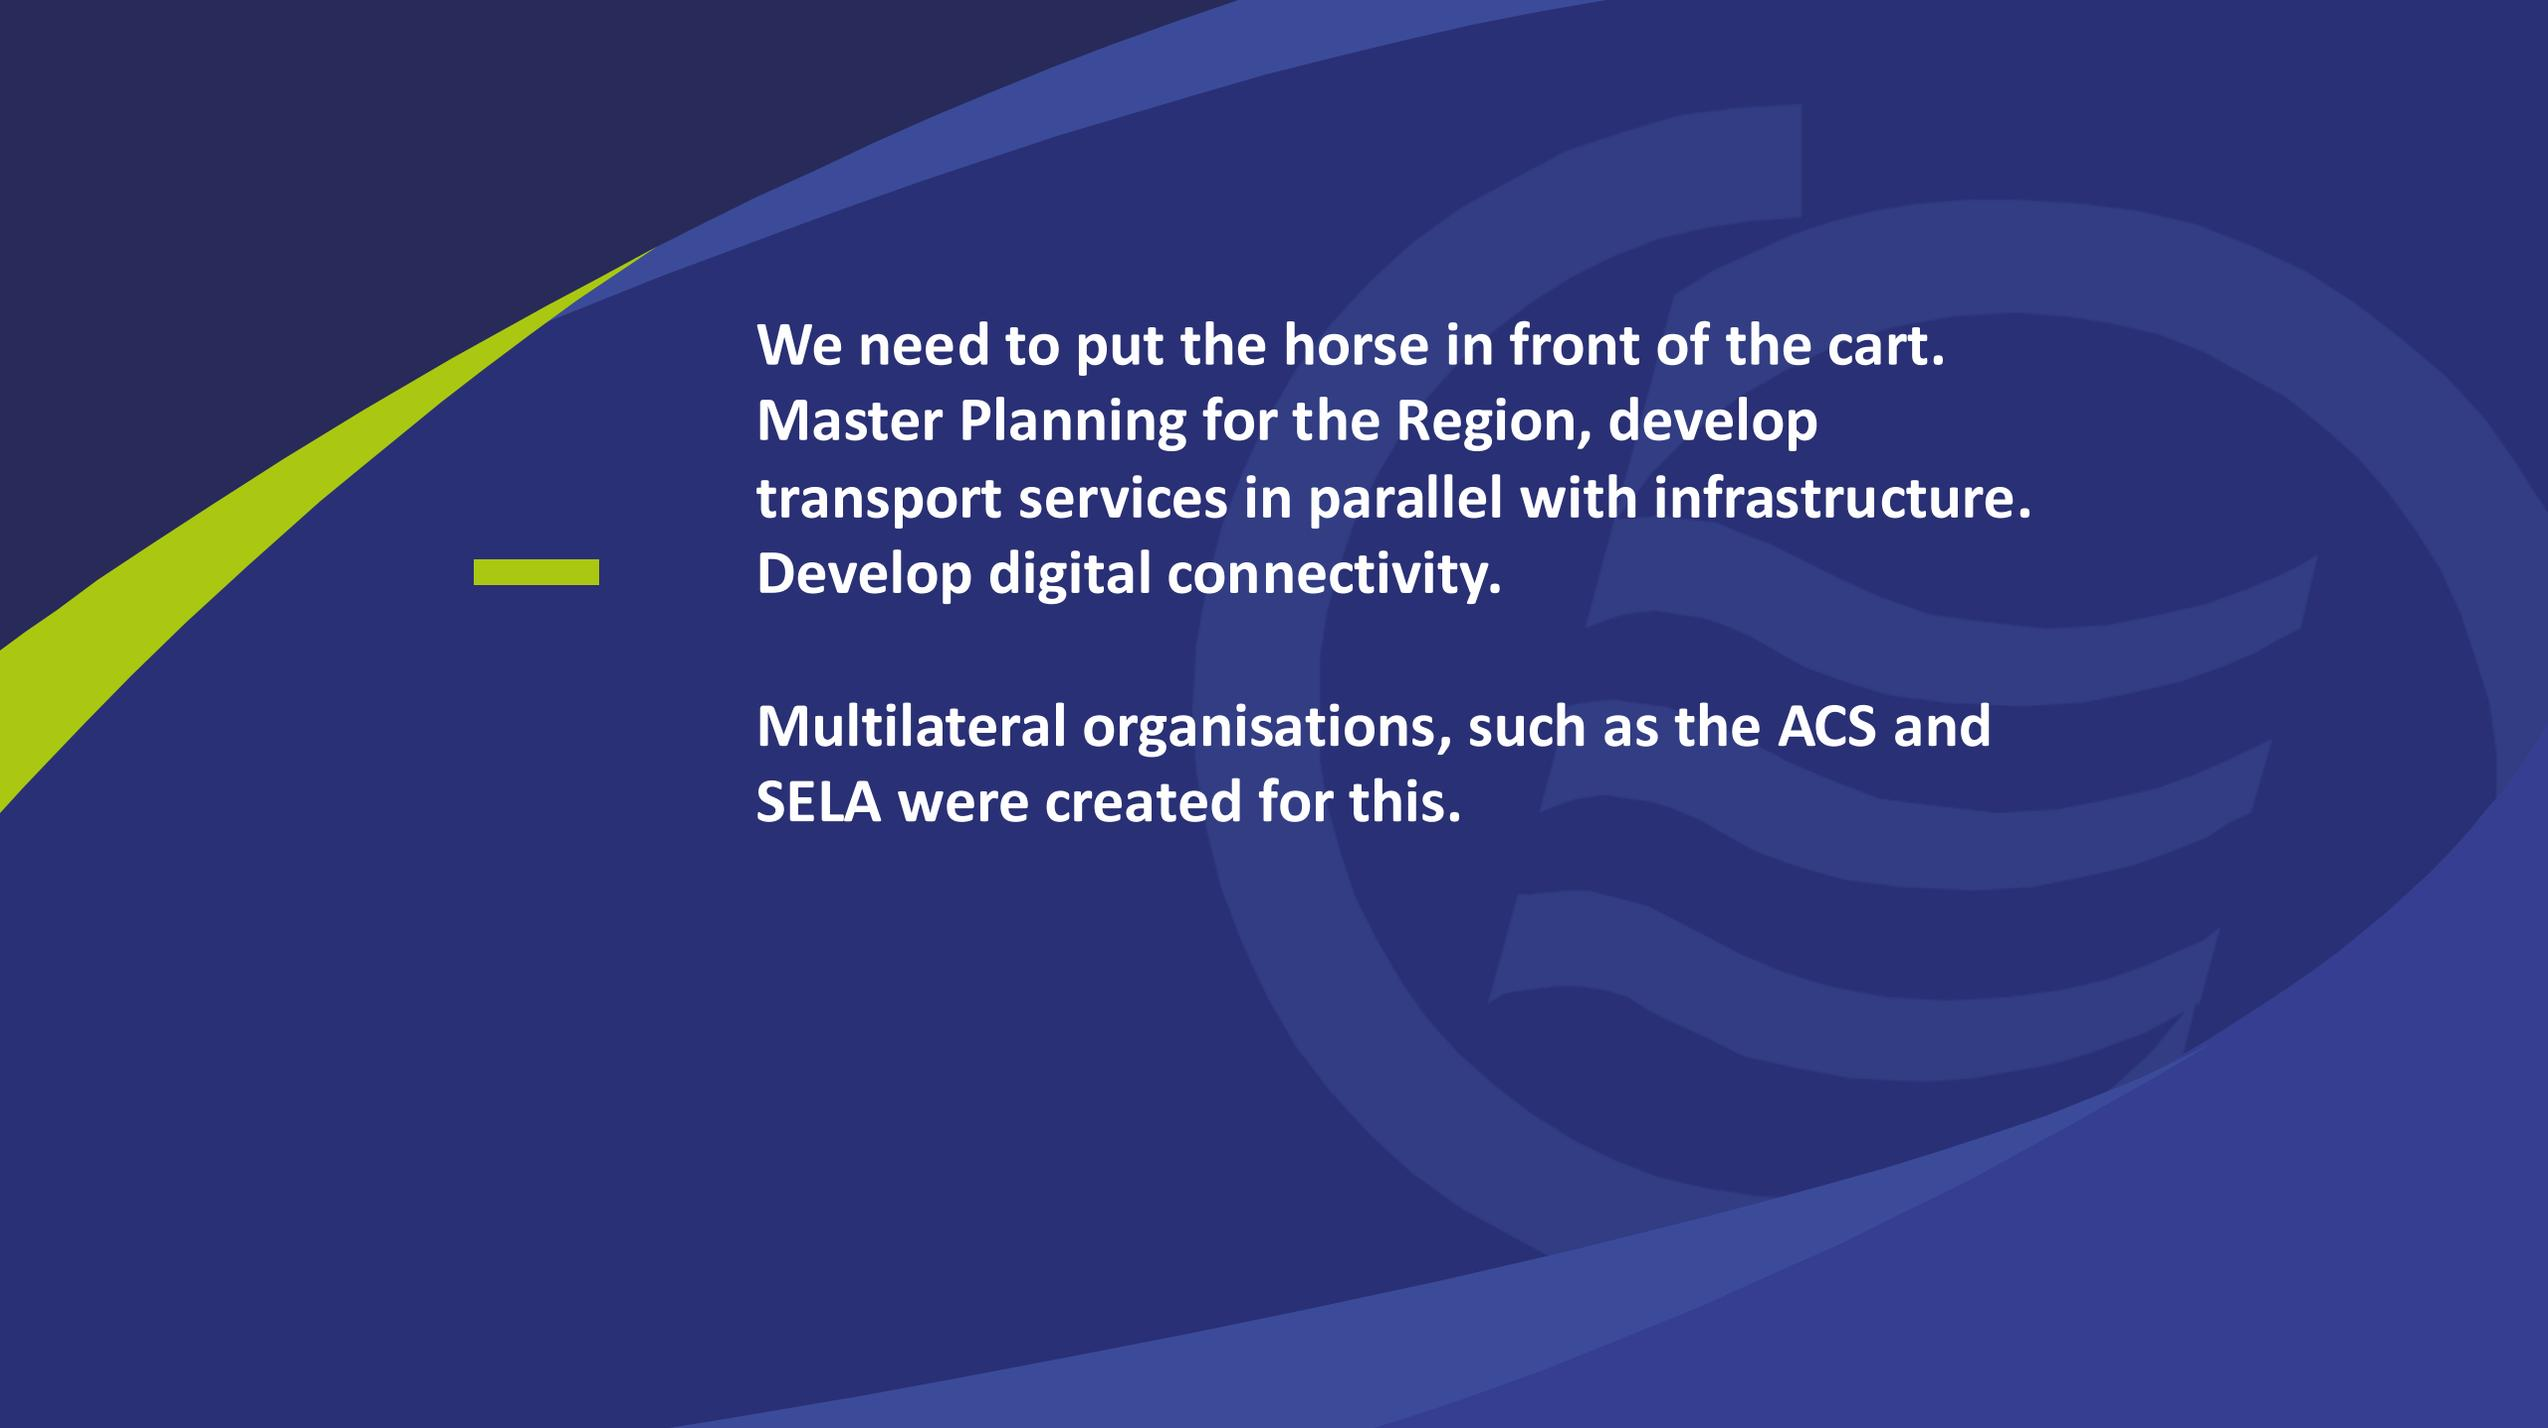 We need to put the horse in front of the cart.
Master Planning for the Region, develop
transport services in parallel with infrastructure.
Develop digital connectivity.
Multilateral organisations, such as the ACS and
SELA were created for this.